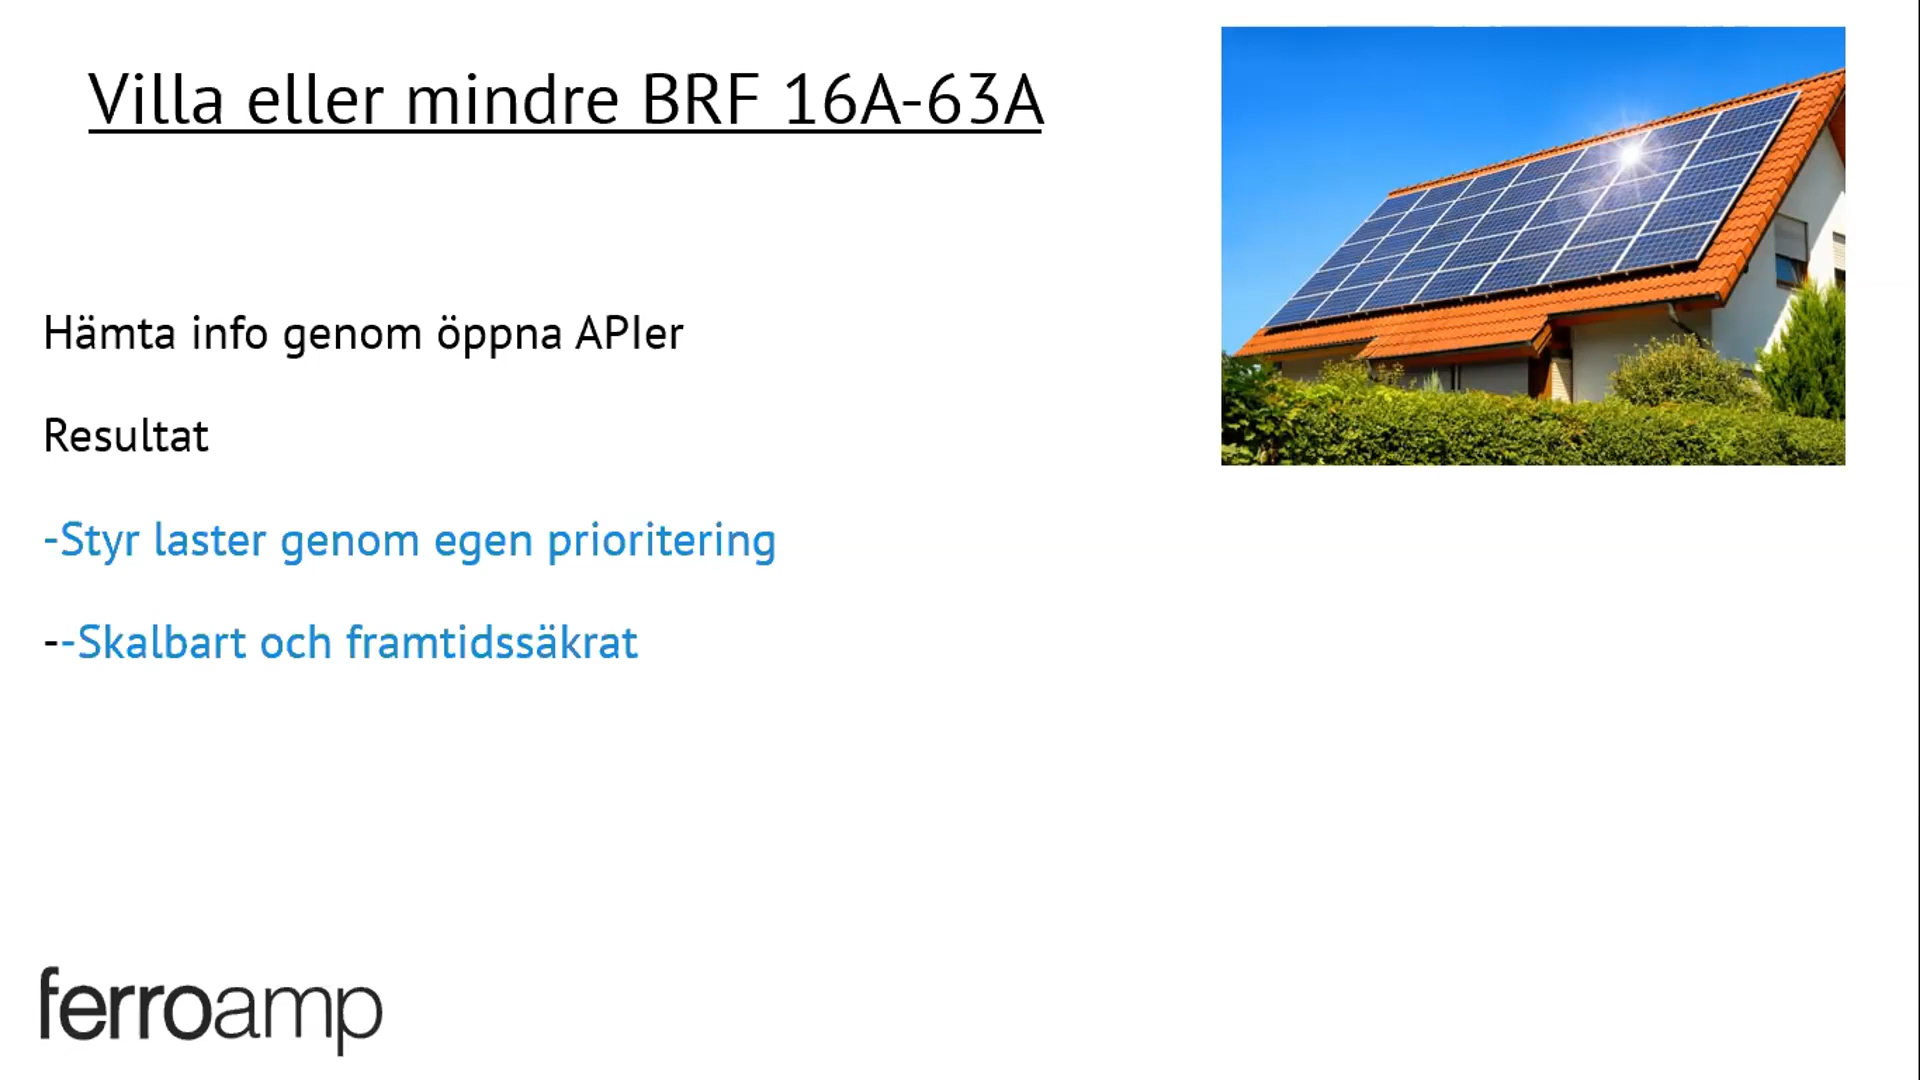 Villa eller mindre BRF 16A-63A
Hämta info genom öppna APIer
Resultat
-Styr laster genom egen prioritering
--Skalbart och framtidssäkrat
ferroamp